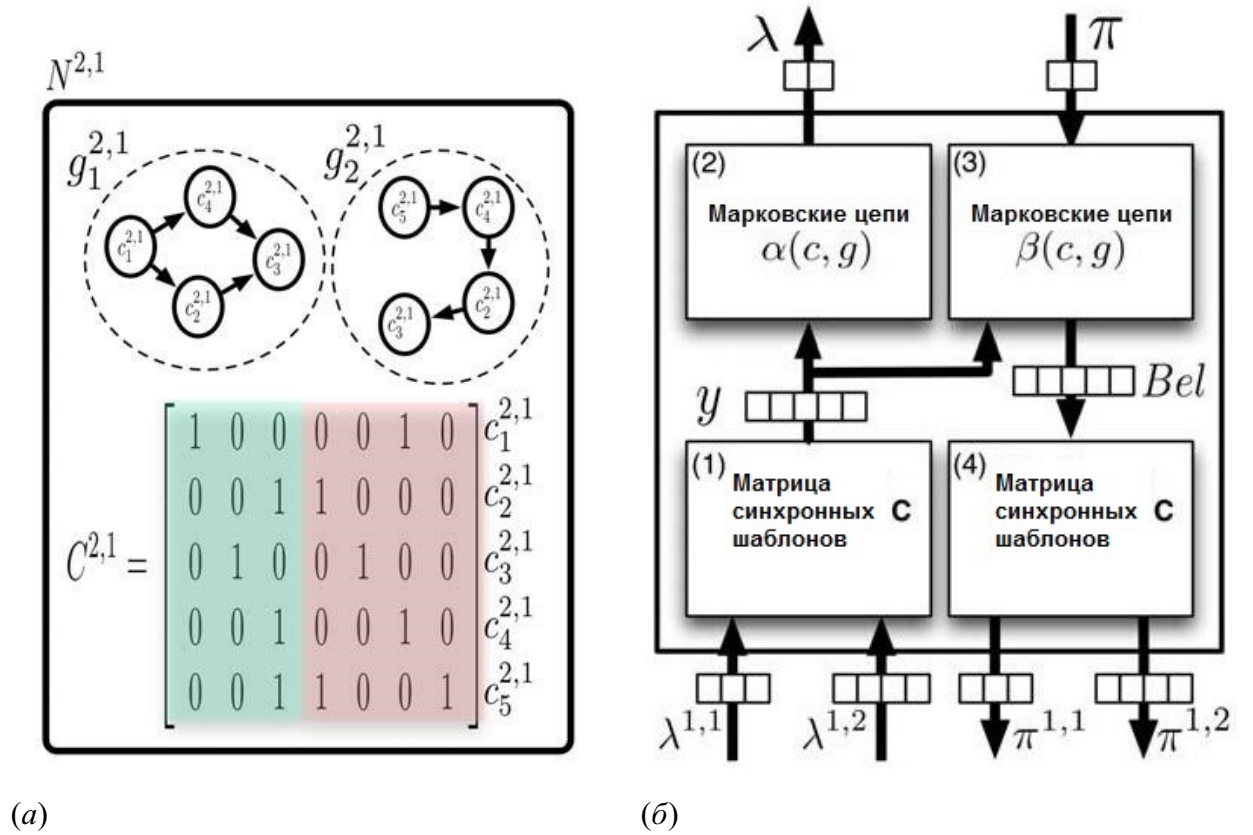 N^{2,1}
g_1^{2,1}
g_2^{2,1}
c_4^{2,1}
c_1^{2,1}
c_3^{2,1}
c_2^{2,1}
c_5^{2,1} c_4^{2,1}
c_3^{2,1} c_2^{2,1}
1 0 0 0 0 1 0 c_1^{2,1}
0 0 1 1 0 0 0 c_2^{2,1}
C^{2,1} = 0 1 0 0 1 0 0 c_3^{2,1}
0 0 1 0 0 1 0 c_4^{2,1}
0 0 1 1 0 0 1 c_5^{2,1}
(а)
λ π
(2)
Марковские цепи
α(c, g)
(3)
Марковские цепи
β(c, g)
y
Bel
(1)
Матрица
синхронных С
шаблонов
(4)
Матрица
синхронных С
шаблонов
λ^{1,1} λ^{1,2} π^{1,1} π^{1,2}
(б)